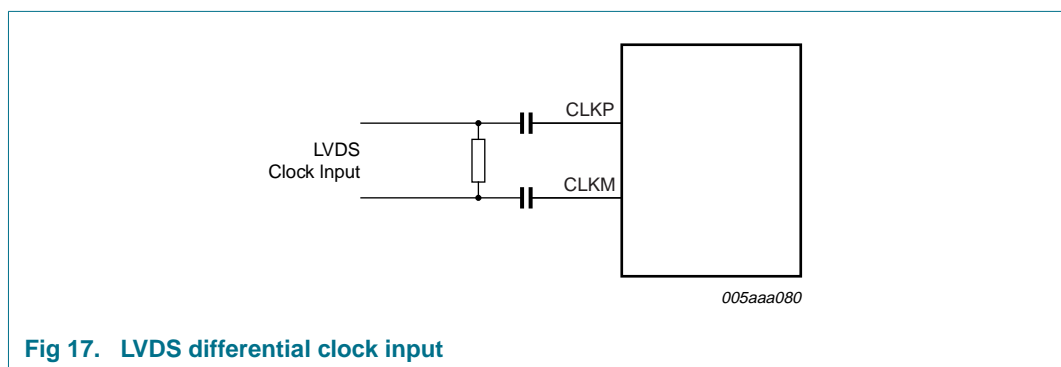 CLKP
LVDS
Clock Input
CLKM
005aaa080
Fig 17. LVDS differential clock input